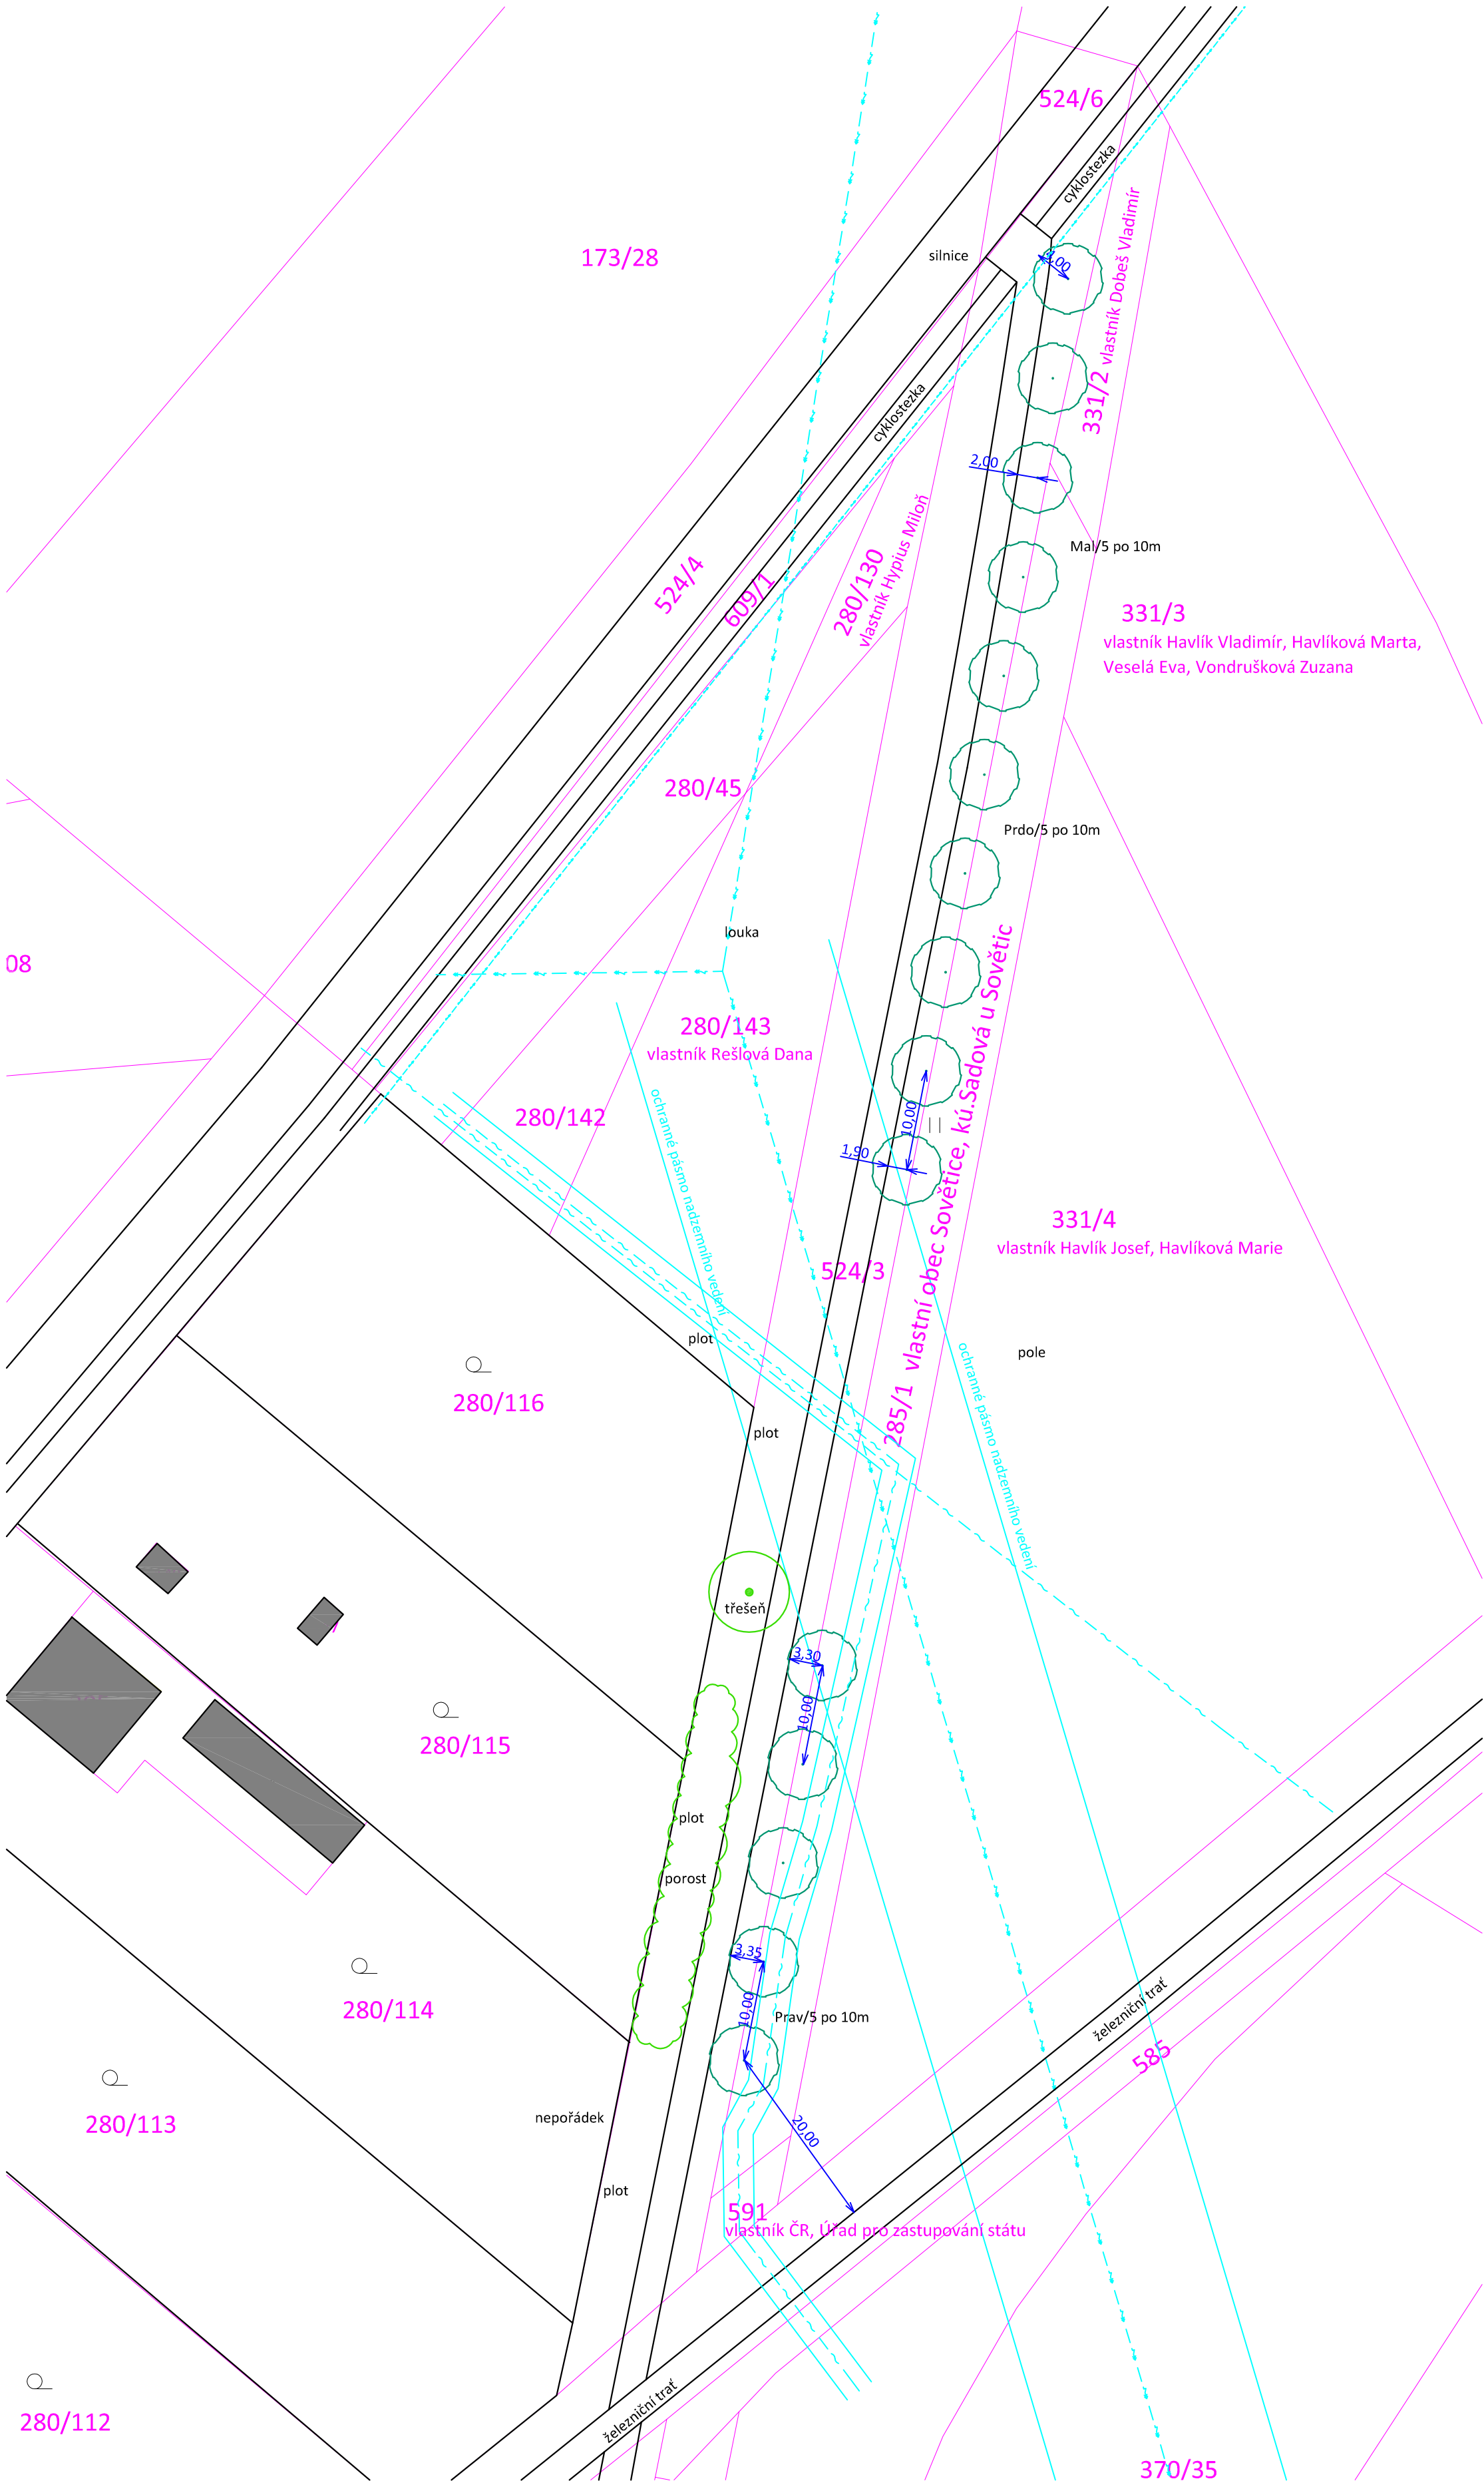 524/6
cyklostezka
173/28
silnice
4,00
331/2 vlastník Dobeš Vladimír
cyklostezka
2,00
Mal/5 po 10m
524/4
609/1
280/130
vlastník Hypius Miloň
331/3
vlastník Havlík Vladimír, Havlíková Marta,
Veselá Eva, Vondrušková Zuzana
280/45
Prdo/5 po 10m
louka
08
280/143
vlastník Rešlová Dana
280/142
ochranné pásmo nadzemního vedení
10,00
1,90
285/1 vlastní obec Sovětice, kú.Sadová u Sovětic
331/4
vlastník Havlík Josef, Havlíková Marie
524/3
plot
pole
ochranné pásmo nadzemního vedení
280/116
plot
třešeň
3,30
10,00
280/115
plot
porost
3,35
10,00
Prav/5 po 10m
280/114
železniční trať
585
280/113
nepořádek
20,00
plot
591
vlastník ČR, Úřad pro zastupování státu
železniční trať
280/112
370/35